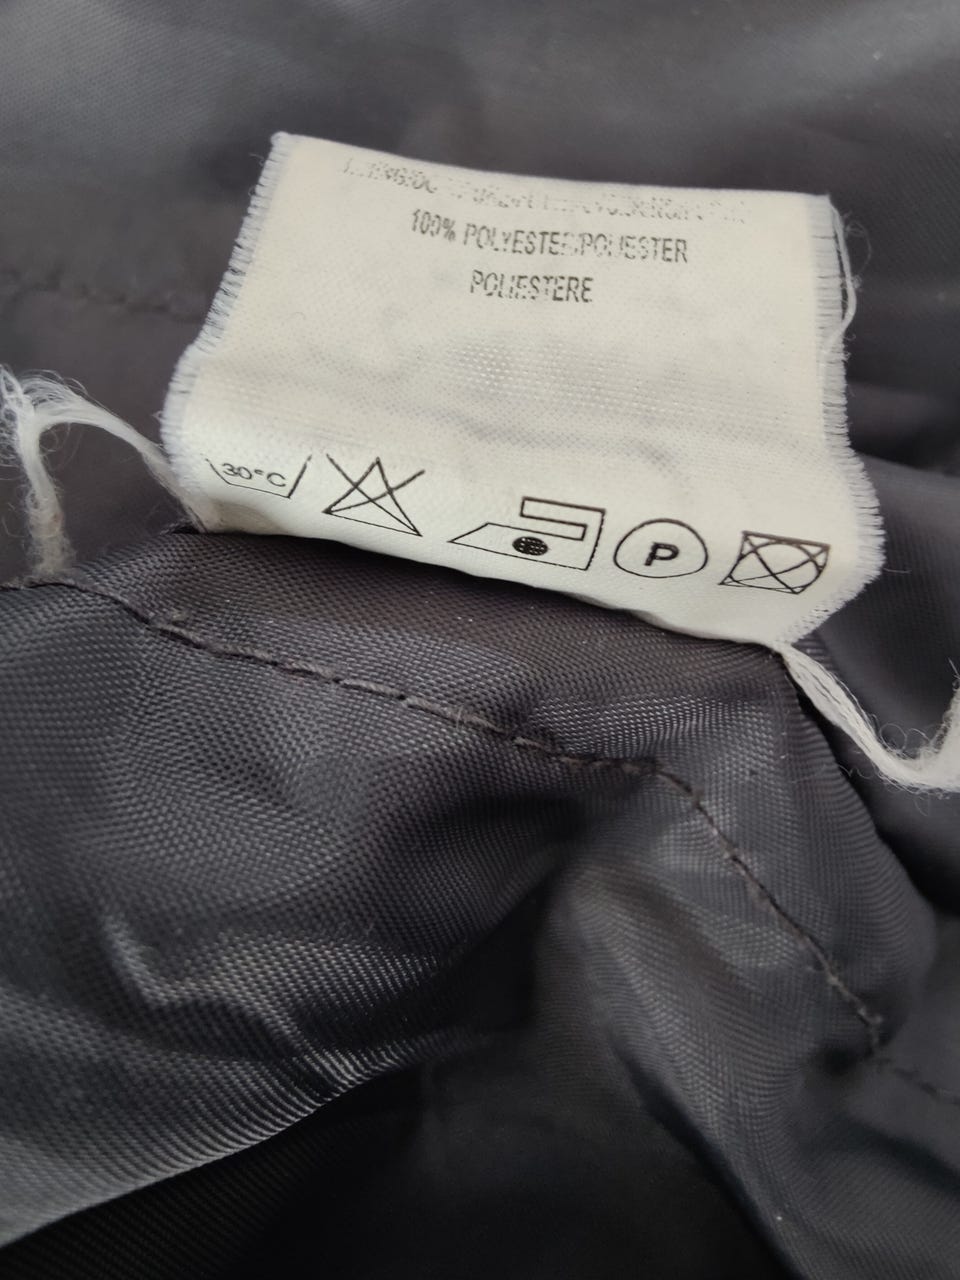 100% POLYESTER/POLIESTER
POLIESTERE
30°C
P